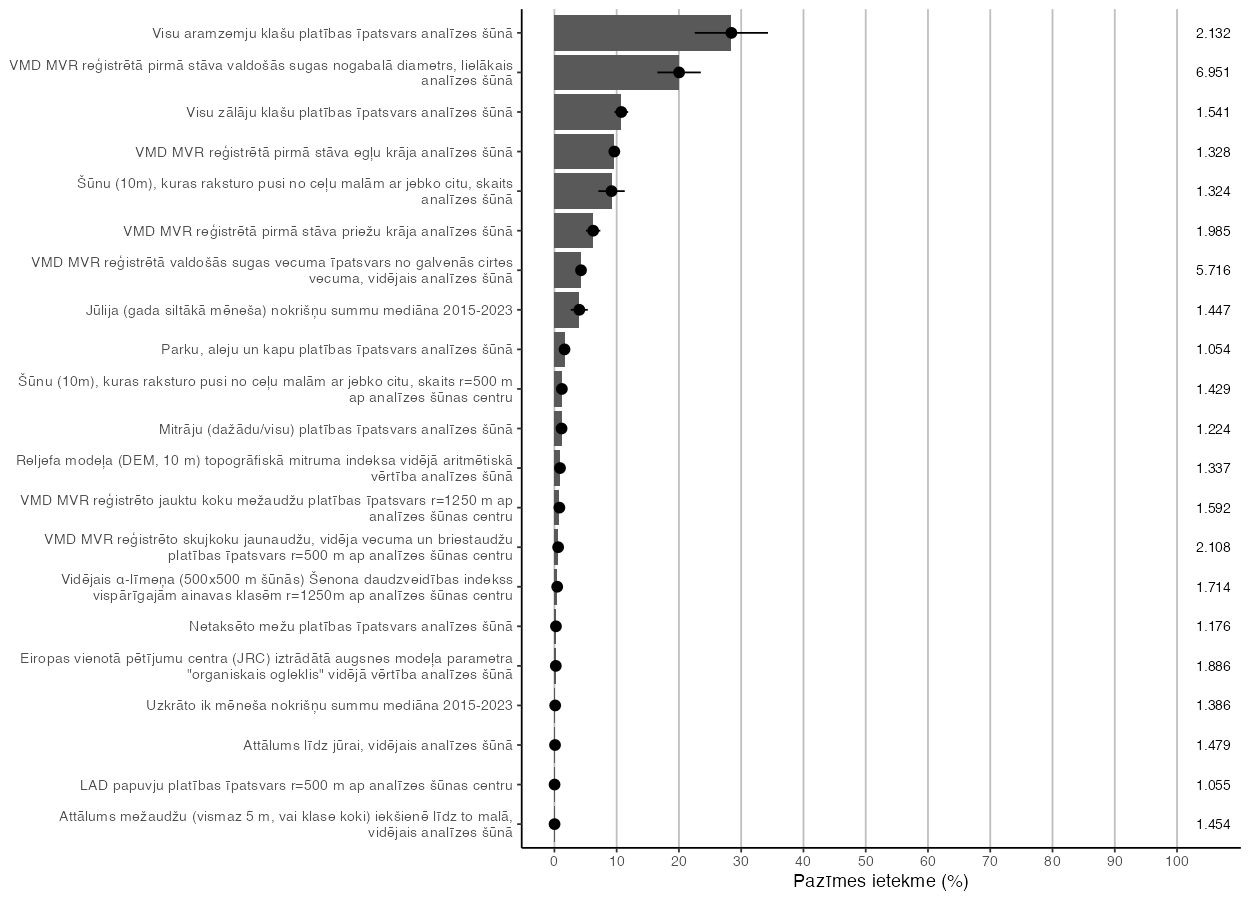 Visu aramzemju klašu platības īpatsvars analīzes šūnā
2.132
VMD MVR reģistrētā pirmā stāva valdošās sugas nogabalā diametrs, lielākais
analīzes šūnā
6.951
Visu zālāju klašu platības īpatsvars analīzes šūnā
1.541
VMD MVR reģistrētā pirmā stāva egļu krāja analīzes šūnā
1.328
Šūnu (10m), kuras raksturo pusi no ceļu malām ar jebko citu, skaits
analīzes šūnā
1.324
VMD MVR reģistrētā pirmā stāva priežu krāja analīzes šūnā
1.985
VMD MVR reģistrētā valdošās sugas vecuma īpatsvars no galvenās cirtes
vecuma, vidējais analīzes šūnā
5.716
Jūlija (gada siltākā mēneša) nokrišņu summu mediāna 2015-2023
1.447
Parku, aleju un kapu platības īpatsvars analīzes šūnā
1.054
Šūnu (10m), kuras raksturo pusi no ceļu malām ar jebko citu, skaits r=500 m
ap analīzes šūnas centru
1.429
Mitrāju (dažādu/visu) platības īpatsvars analīzes šūnā
1.224
Reljefa modeļa (DEM, 10 m) topogrāfiskā mitruma indeksa vidējā aritmētiskā
vērtība analīzes šūnā
1.337
VMD MVR reģistrēto jauktu koku mežaudžu platības īpatsvars r=1250 m ap
analīzes šūnas centru
1.592
VMD MVR reģistrēto skujkoku jaunaudžu, vidēja vecuma un briestaudžu
platības īpatsvars r=500 m ap analīzes šūnas centru
2.108
Vidējais α-līmeņa (500x500 m šūnās) Šenona daudzveidības indekss
vispārīgajām ainavas klasēm r=1250m ap analīzes šūnas centru
1.714
Netaksēto mežu platības īpatsvars analīzes šūnā
1.176
Eiropas vienotā pētījumu centra (JRC) iztrādātā augsnes modeļa parametra
"organiskais ogleklis" vidējā vērtība analīzes šūnā
1.886
Uzkrāto ik mēneša nokrišņu summu mediāna 2015-2023
1.386
Attālums līdz jūrai, vidējais analīzes šūnā
1.479
LAD papuvju platības īpatsvars r=500 m ap analīzes šūnas centru
1.055
Attālums mežaudžu (vismaz 5 m, vai klase koki) iekšienē līdz to malā,
vidējais analīzes šūnā
1.454
0 10 20 30 40 50 60 70 80 90 100
Pazīmes ietekme (%)